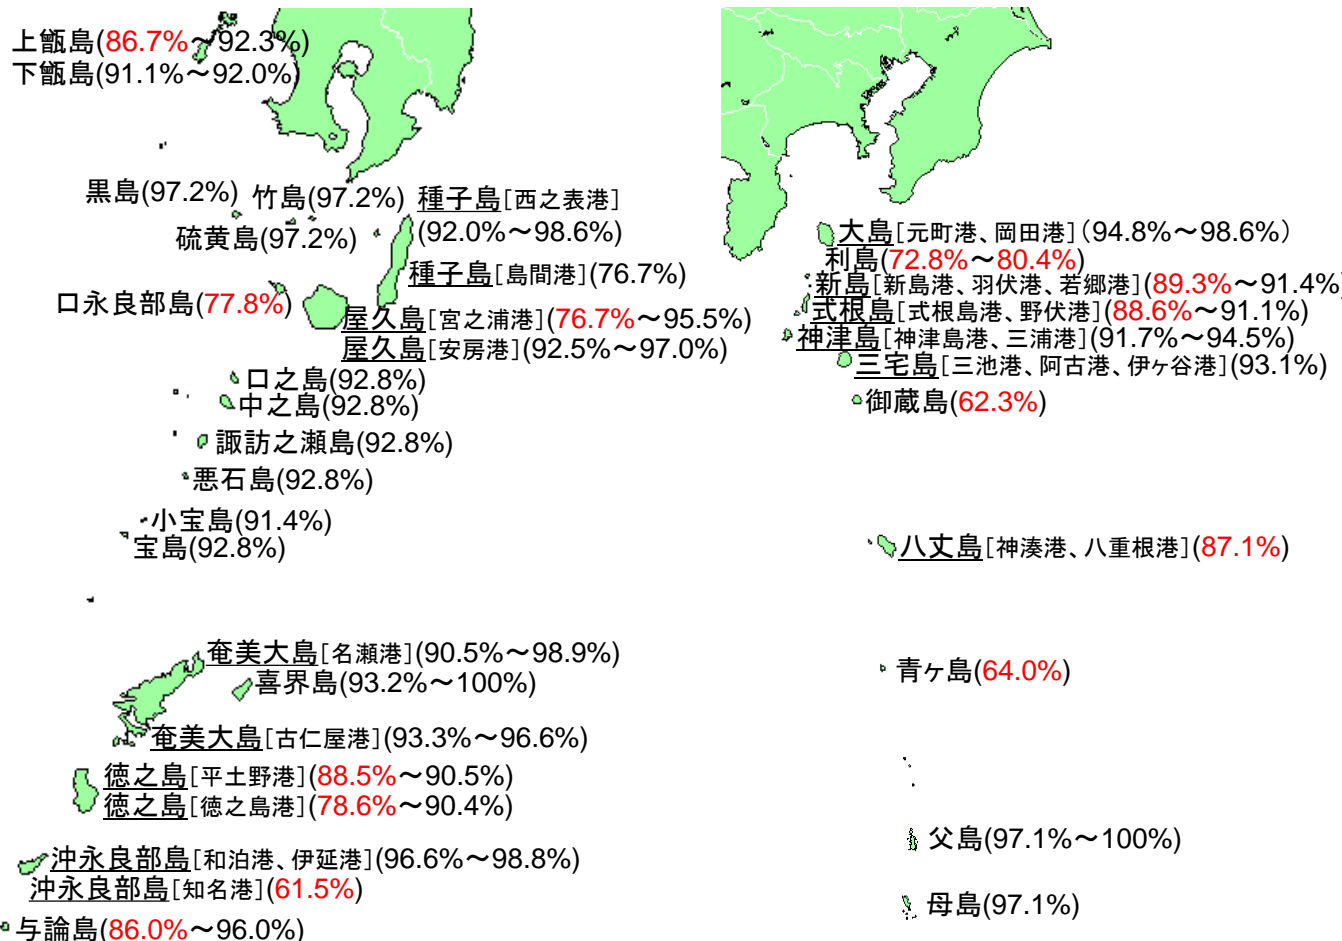 上甑島(86.7%～92.3%)
下甑島(91.1%～92.0%)
黒島(97.2%)
竹島(97.2%)
種子島[西之表港]
(92.0%～98.6%)
硫黄島(97.2%)
種子島[島間港](76.7%)
口永良部島(77.8%)
屋久島[宮之浦港](76.7%～95.5%)
屋久島[安房港](92.5%～97.0%)
口之島(92.8%)
中之島(92.8%)
諏訪之瀬島(92.8%)
悪石島(92.8%)
小宝島(91.4%)
宝島(92.8%)
奄美大島[名瀬港](90.5%～98.9%)
喜界島(93.2%～100%)
奄美大島[古仁屋港](93.3%～96.6%)
徳之島[平土野港](88.5%～90.5%)
徳之島[徳之島港](78.6%～90.4%)
沖永良部島[和泊港、伊延港](96.6%～98.8%)
沖永良部島[知名港](61.5%)
与論島(86.0%～96.0%)
大島[元町港、岡田港](94.8%～98.6%)
利島(72.8%～80.4%)
新島[新島港、羽伏港、若郷港](89.3%～91.4%)
式根島[式根島港、野伏港](88.6%～91.1%)
神津島[神津島港、三浦港](91.7%～94.5%)
三宅島[三池港、阿古港、伊ヶ谷港](93.1%)
御蔵島(62.3%)
八丈島[神湊港、八重根港](87.1%)
青ヶ島(64.0%)
父島(97.1%～100%)
母島(97.1%)